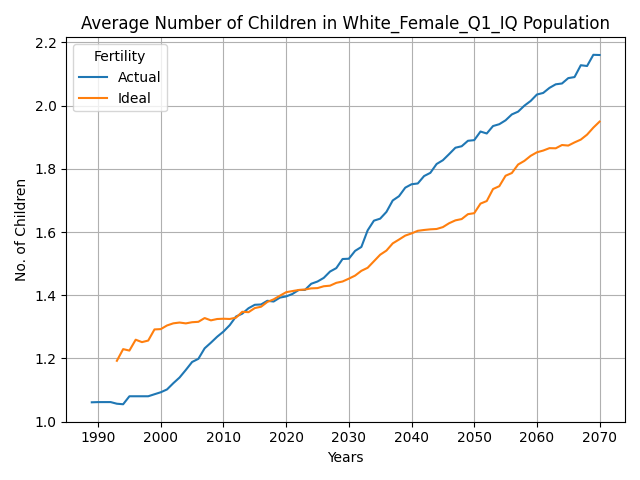 Average Number of Children in White_Female_Q1_IQ Population
Fertility
Actual
Ideal
No. of Children
2.2
2.0
1.8
1.6
1.4
1.2
1.0
1990 2000 2010 2020 2030 2040 2050 2060 2070
Years